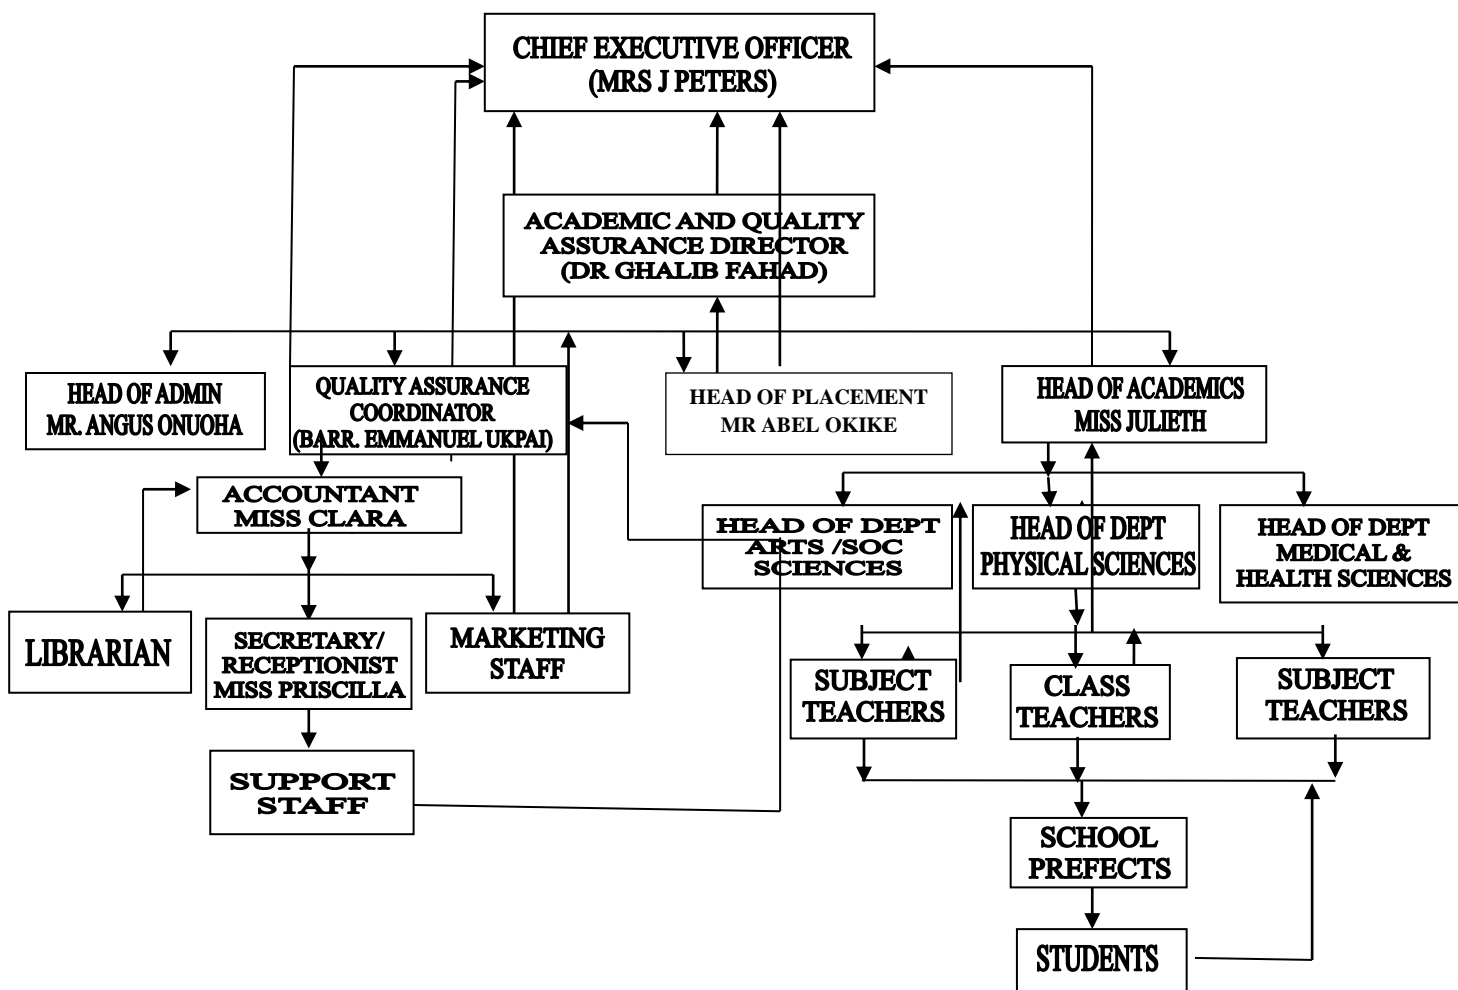 CHIEF EXECUTIVE OFFICER
(MRS J PETERS)
ACADEMIC AND QUALITY
ASSURANCE DIRECTOR
(DR GHALIB FAHAD)
HEAD OF ADMIN
MR. ANGUS ONUOHA
QUALITY ASSURANCE
COORDINATOR
(BARR. EMMANUEL UKPAI)
HEAD OF PLACEMENT
MR ABEL OKIKE
HEAD OF ACADEMICS
MISS JULIETH
ACCOUNTANT
MISS CLARA
HEAD OF DEPT
ARTS /SOC
SCIENCES
HEAD OF DEPT
PHYSICAL SCIENCES
HEAD OF DEPT
MEDICAL &
HEALTH SCIENCES
LIBRARIAN
SECRETARY/
RECEPTIONIST
MISS PRISCILLA
MARKETING
STAFF
SUBJECT
TEACHERS
CLASS
TEACHERS
SUBJECT
TEACHERS
SUPPORT
STAFF
SCHOOL
PREFECTS
STUDENTS